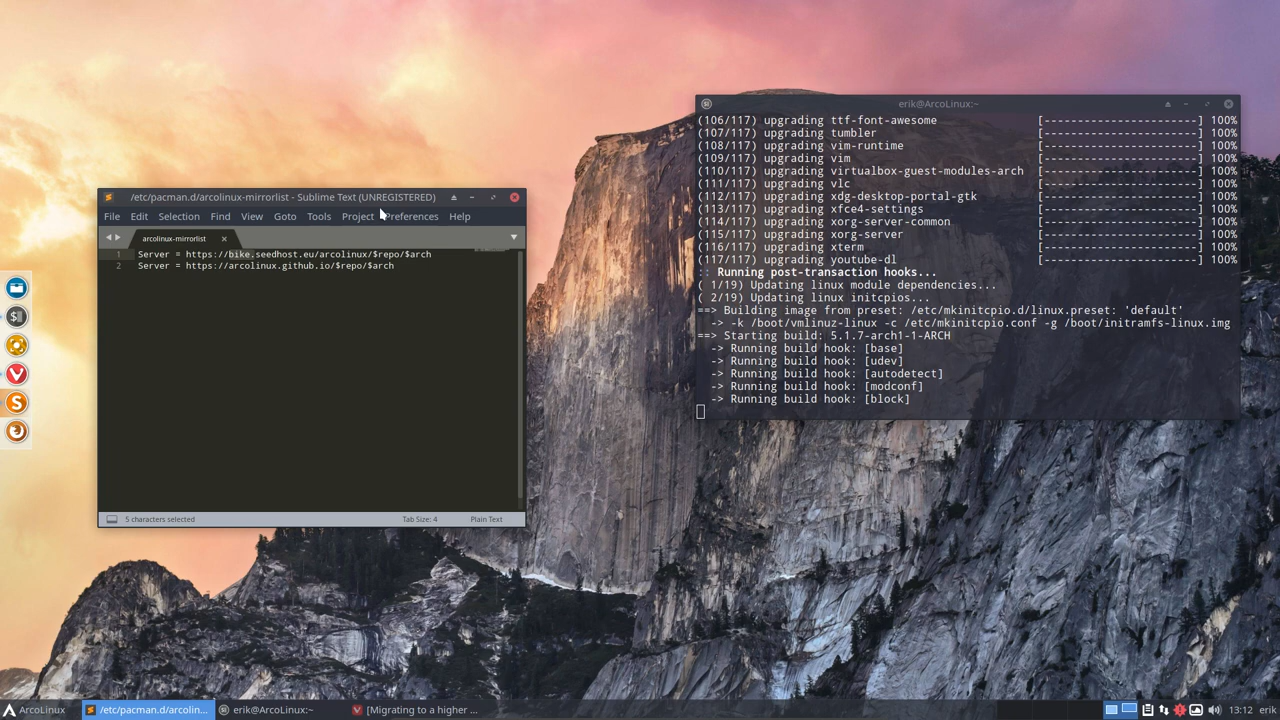 /etc/pacman.d/arcolinux-mirrorlist - Sublime Text (UNREGISTERED)
File Edit Selection Find View Goto Tools Project Preferences Help
arcolinux-mirrorlist
1 Server = https://bike.seedhost.eu/arcolinux/$repo/$arch
2 Server = https://arcolinux.github.io/$repo/$arch
5 characters selected
Tab Size: 4
Plain Text
erik@ArcoLinux:~
(106/117) upgrading ttf-font-awesome [------------------------] 100%
(107/117) upgrading tumbler [------------------------] 100%
(108/117) upgrading vim-runtime [------------------------] 100%
(109/117) upgrading vim [------------------------] 100%
(110/117) upgrading virtualbox-guest-modules-arch [------------------------] 100%
(111/117) upgrading vlc [------------------------] 100%
(112/117) upgrading xdg-desktop-portal-gtk [------------------------] 100%
(113/117) upgrading xfce4-settings [------------------------] 100%
(114/117) upgrading xorg-server-common [------------------------] 100%
(115/117) upgrading xorg-server [------------------------] 100%
(116/117) upgrading xterm [------------------------] 100%
(117/117) upgrading youtube-dl [------------------------] 100%
:: Running post-transaction hooks...
( 1/19) Updating linux module dependencies...
( 2/19) Updating linux initcpios...
==> Building image from preset: /etc/mkinitcpio.d/linux.preset: 'default'
-> -k /boot/vmlinuz-linux -c /etc/mkinitcpio.conf -g /boot/initramfs-linux.img
==> Starting build: 5.1.7-arch1-1-ARCH
-> Running build hook: [base]
-> Running build hook: [udev]
-> Running build hook: [autodetect]
-> Running build hook: [modconf]
-> Running build hook: [block]
ArcoLinux
/etc/pacman.d/arcolin...
erik@ArcoLinux:~
[Migrating to a higher ...
13:12
erik